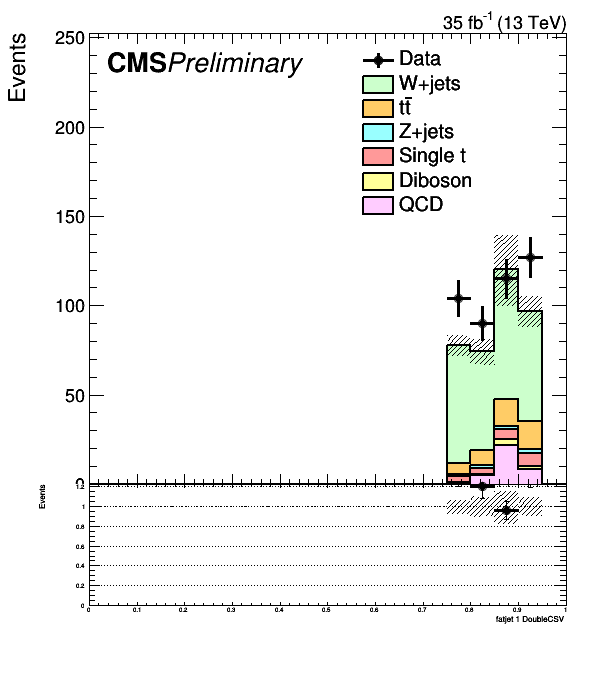 35 fb⁻¹ (13 TeV)
Events
250
200
150
100
50
0
CMS Preliminary
Data
W+jets
tt̄
Z+jets
Single t
Diboson
QCD
Events
1.2
1
0.8
0.6
0.4
0.2
0
0 0.1 0.2 0.3 0.4 0.5 0.6 0.7 0.8 0.9 1
fatjet 1 DoubleCSV